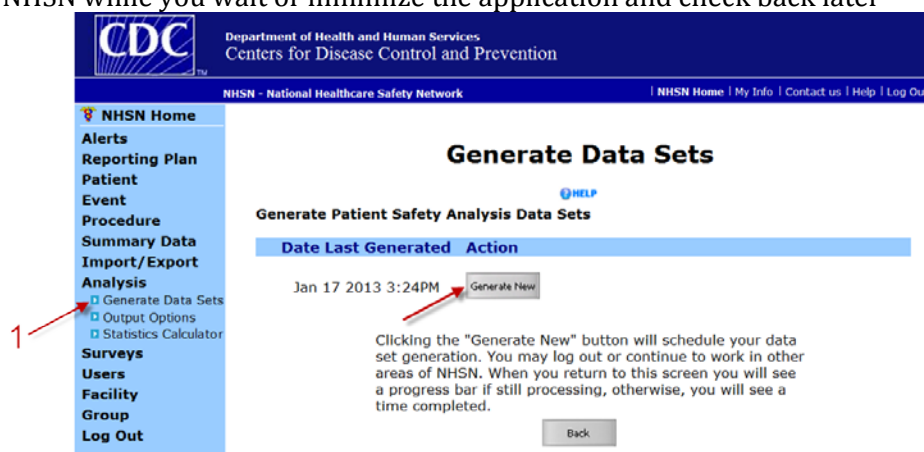 NHSN while you wait or minimize the application and check back later
CDC
TM
Department of Health and Human Services
Centers for Disease Control and Prevention
NHSN - National Healthcare Safety Network
| NHSN Home | My Info | Contact us | Help | Log Ou
NHSN Home
Alerts
Reporting Plan
Patient
Event
Procedure
Summary Data
Import/Export
Analysis
Generate Data Sets
Output Options
Statistics Calculator
Surveys
Users
Facility
Group
Log Out
1
Generate Data Sets
HELP
Generate Patient Safety Analysis Data Sets
Date Last Generated Action
Jan 17 2013 3:24PM Generate New
Clicking the "Generate New" button will schedule your data
set generation. You may log out or continue to work in other
areas of NHSN. When you return to this screen you will see
a progress bar if still processing, otherwise, you will see a
time completed.
Back